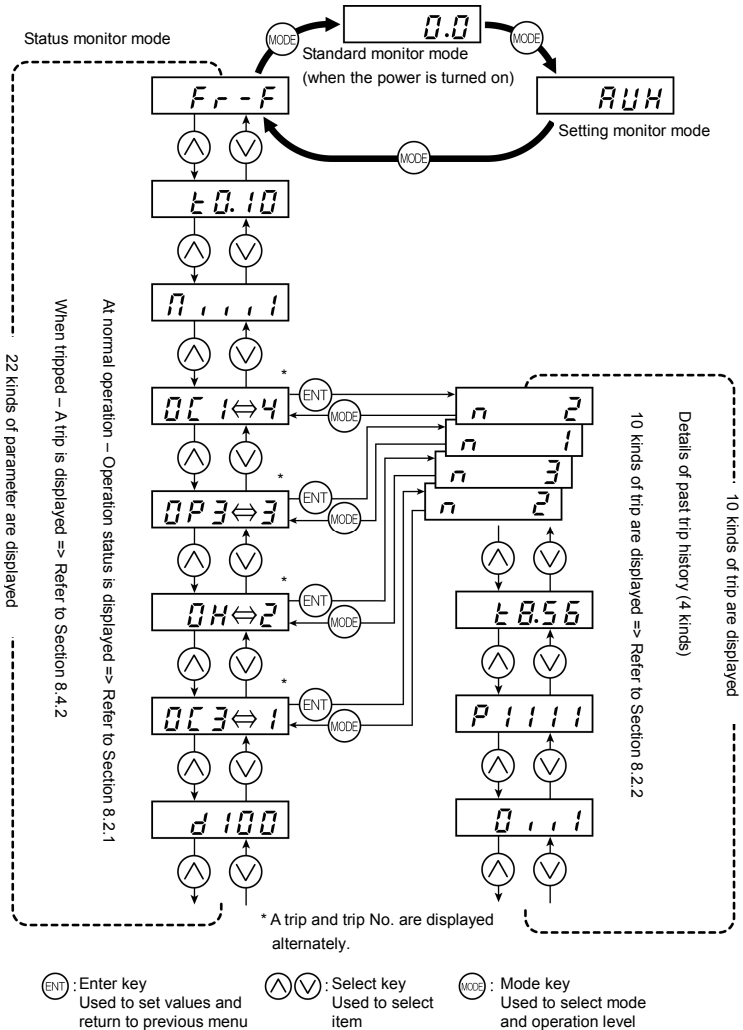 Status monitor mode
MODE
0.0
MODE
Standard monitor mode
(when the power is turned on)
Fr-F
AUH
Setting monitor mode
MODE
t0.10
*
OC1⇔4
ENT
MODE
n 2
n 1
*
OP3⇔3
ENT
MODE
n 3
n 2
*
OH⇔2
ENT
MODE
t8.56
*
OC3⇔1
ENT
MODE
P1111
d100
22 kinds of parameter are displayed
When tripped – A trip is displayed => Refer to Section 8.4.2
At normal operation – Operation status is displayed => Refer to Section 8.2.1
10 kinds of trip are displayed => Refer to Section 8.2.2
Details of past trip history (4 kinds)
10 kinds of trip are displayed
* A trip and trip No. are displayed
alternately.
ENT : Enter key
Used to set values and
return to previous menu
: Select key
Used to select
item
MODE : Mode key
Used to select mode
and operation level